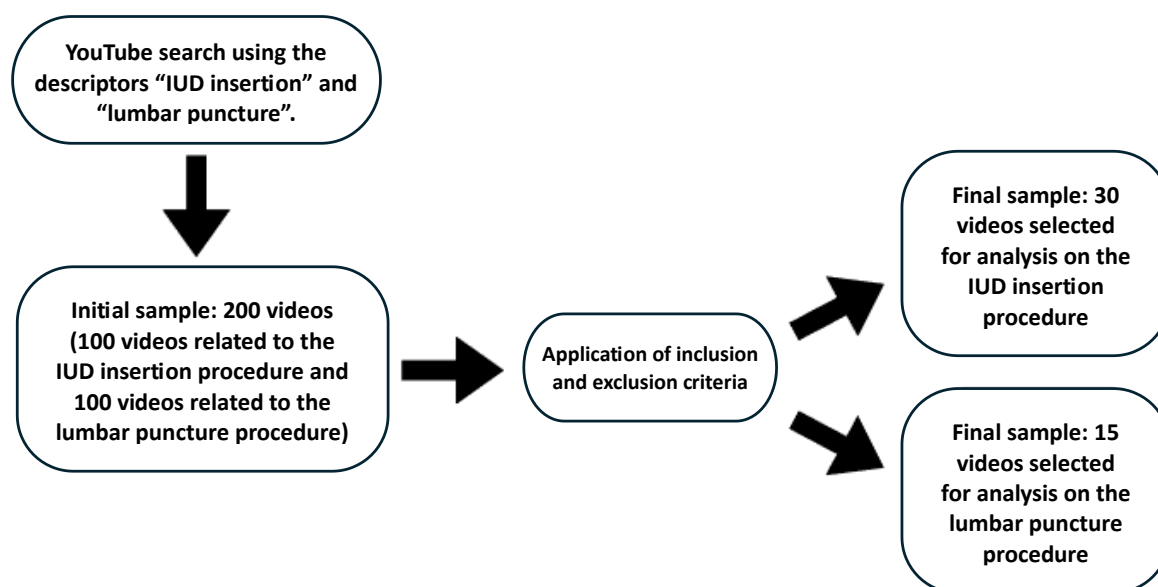 YouTube search using the
descriptors “IUD insertion” and
“lumbar puncture”.
Initial sample: 200 videos
(100 videos related to the
IUD insertion procedure and
100 videos related to the
lumbar puncture procedure)
Application of inclusion
and exclusion criteria
Final sample: 30
videos selected
for analysis on the
IUD insertion
procedure
Final sample: 15
videos selected
for analysis on the
lumbar puncture
procedure